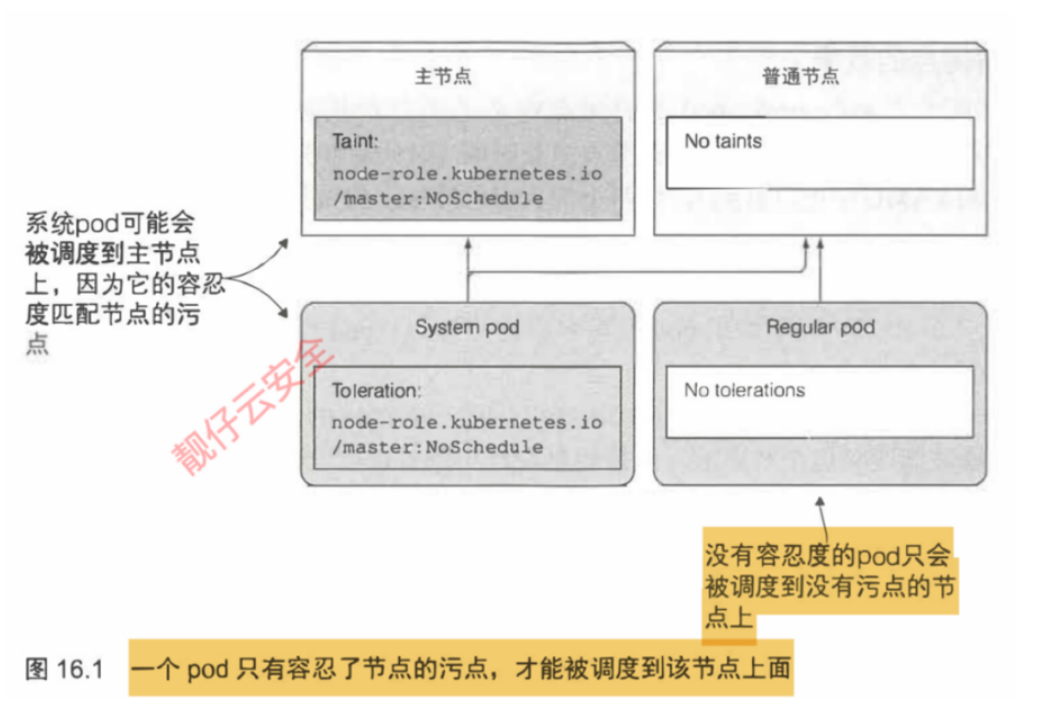 主节点
普通节点
Taint:
node-role.kubernetes.io
/master:NoSchedule
No taints
系统pod可能会
被调度到主节点
上，因为它的容忍
度匹配节点的污
点
System pod
Regular pod
Toleration:
node-role.kubernetes.io
/master:NoSchedule
No tolerations
靓仔云安全
没有容忍度的pod只会
被调度到没有污点的节
点上
图 16.1 一个 pod 只有容忍了节点的污点，才能被调度到该节点上面